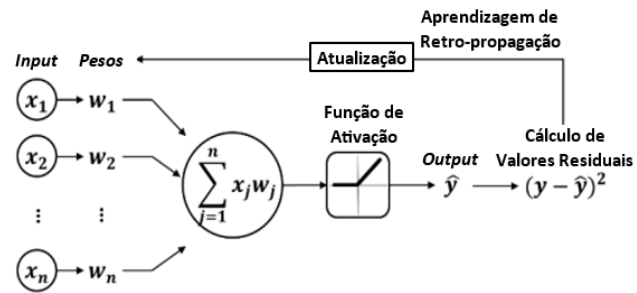 Aprendizagem de
Retro-propagação
Atualização
Input Pesos
Função de
Ativação
Cálculo de
Valores Residuais
Output
x₁ w₁
x₂ w₂
⋮ ⋮
xₙ wₙ
n
∑ xⱼwⱼ
j=1
ŷ (y − ŷ)²